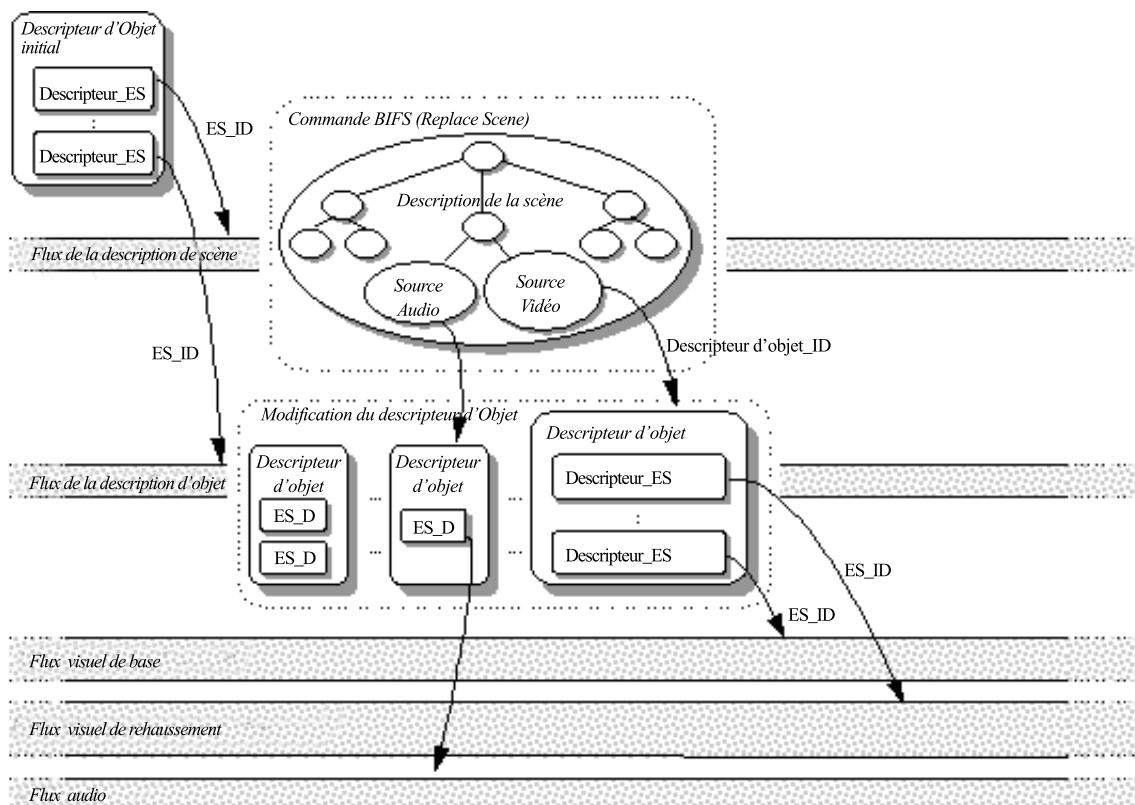 Descripteur d'Objet
initial
Descripteur_ES
Descripteur_ES
ES_ID
Commande BIFS (Replace Scene)
Description de la scène
Flux de la description de scène
Source
Audio
Source
Vidéo
ES_ID
Descripteur d'objet_ID
Modification du descripteur d'Objet
Descripteur
d'objet
ES_D
ES_D
...
...
Descripteur
d'objet
ES_D
...
...
Descripteur d'objet
Descripteur_ES
Descripteur_ES
Flux de la description d'objet
ES_ID
ES_ID
Flux visuel de base
Flux visuel de rehaussement
Flux audio